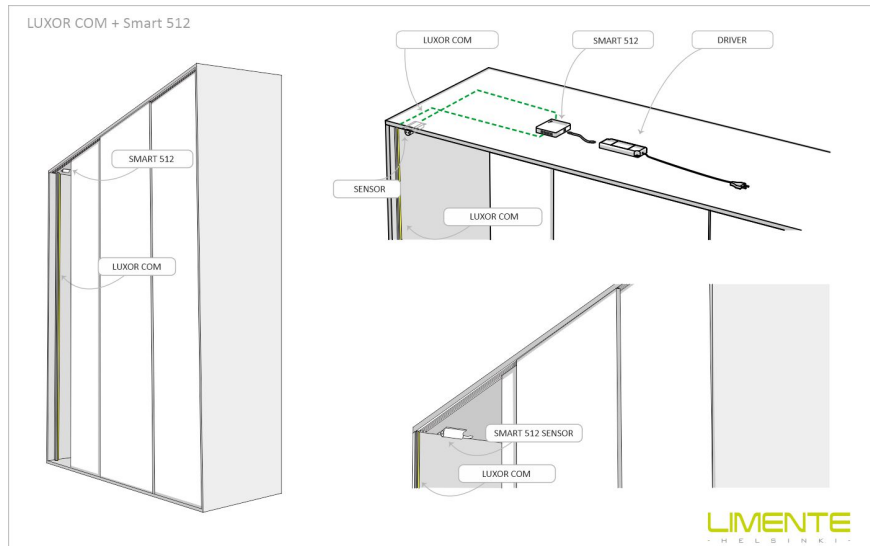 LUXOR COM + Smart 512
SMART 512
LUXOR COM
LUXOR COM
SMART 512
DRIVER
SENSOR
LUXOR COM
SMART 512 SENSOR
LUXOR COM
LIMENTE
· HELSINKI ·